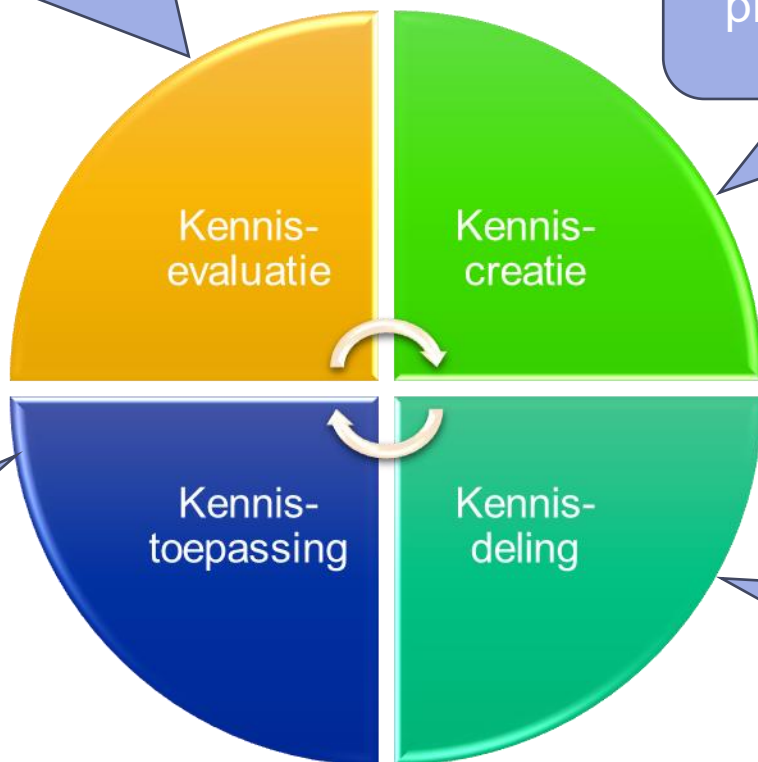 Kennis-
evaluatie
Kennis-
creatie
Kennis-
toepassing
Kennis-
deling